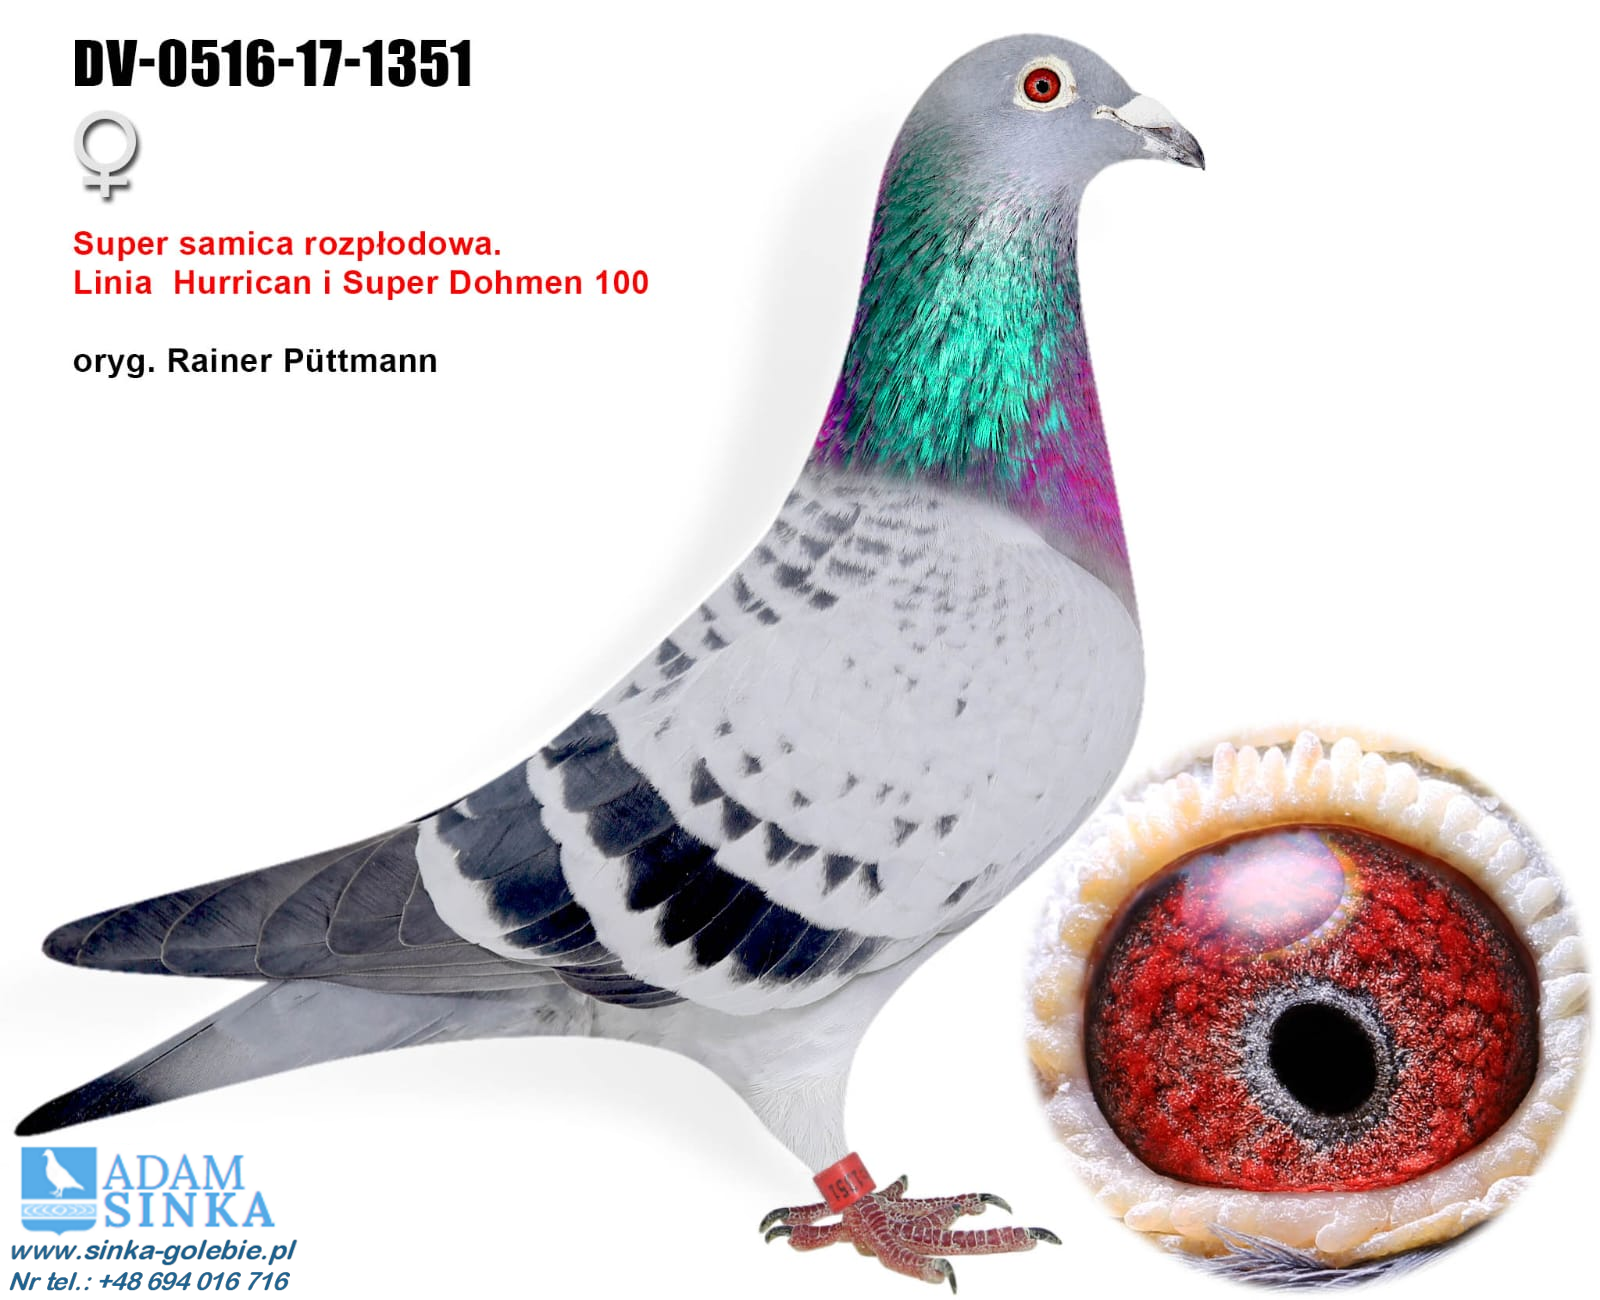 DV-0516-17-1351
Super samica rozpłodowa.
Linia  Hurrican i Super Dohmen 100
oryg. Rainer Püttmann
1351
ADAM
SINKA
www.sinka-golebie.pl
Nr tel.: +48 694 016 716